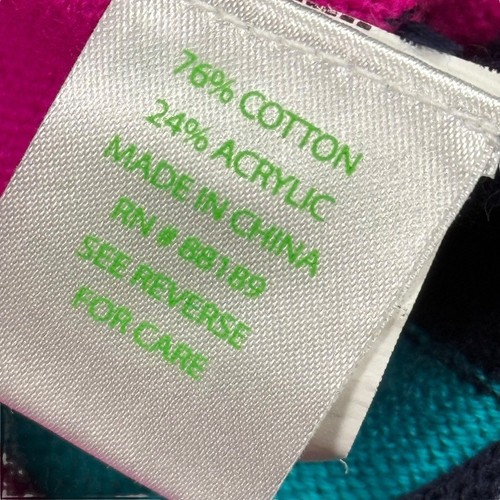 76% COTTON
24% ACRYLIC
MADE IN CHINA
RN # 88189
SEE REVERSE
FOR CARE